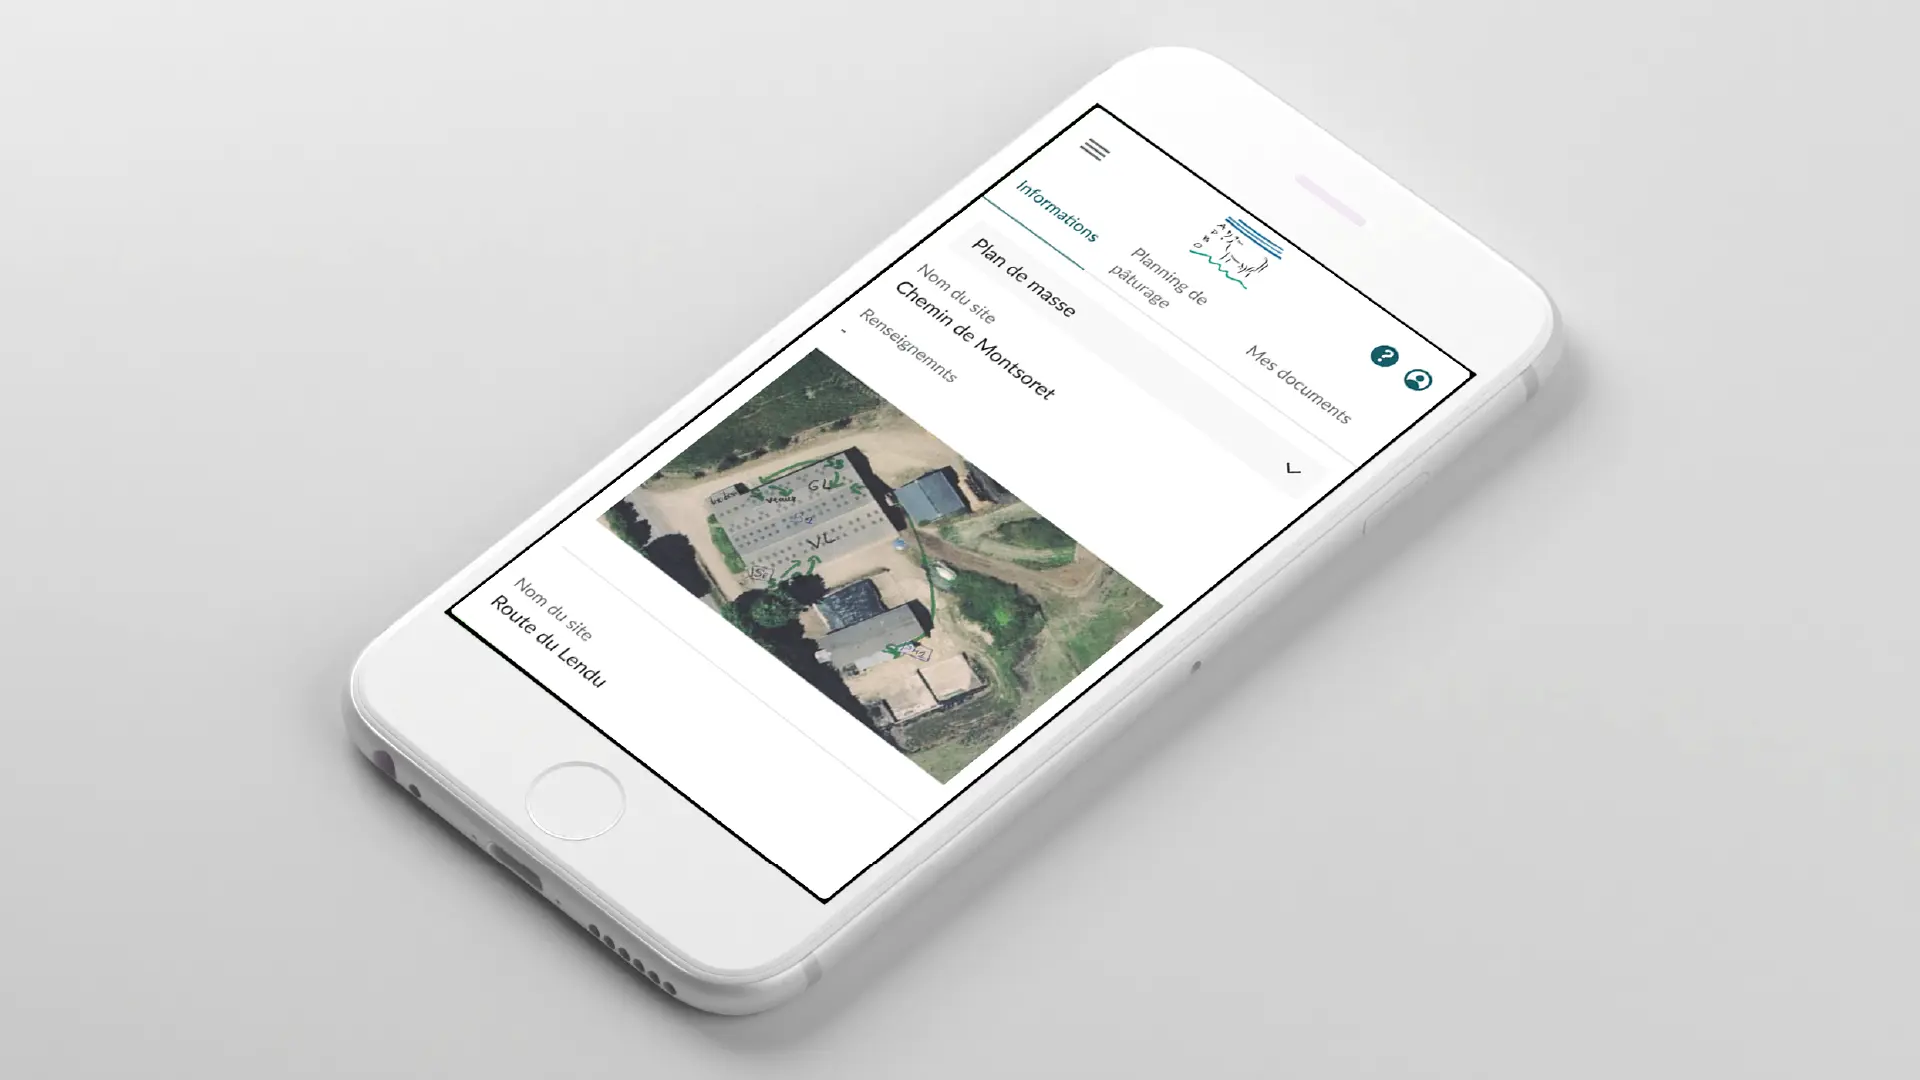 Informations
Planning de
pâturage
Mes documents
Plan de masse
Nom du site
Chemin de Montsoret
Renseignemnts
-
GL
VL
Nom du site
Route du Lendu